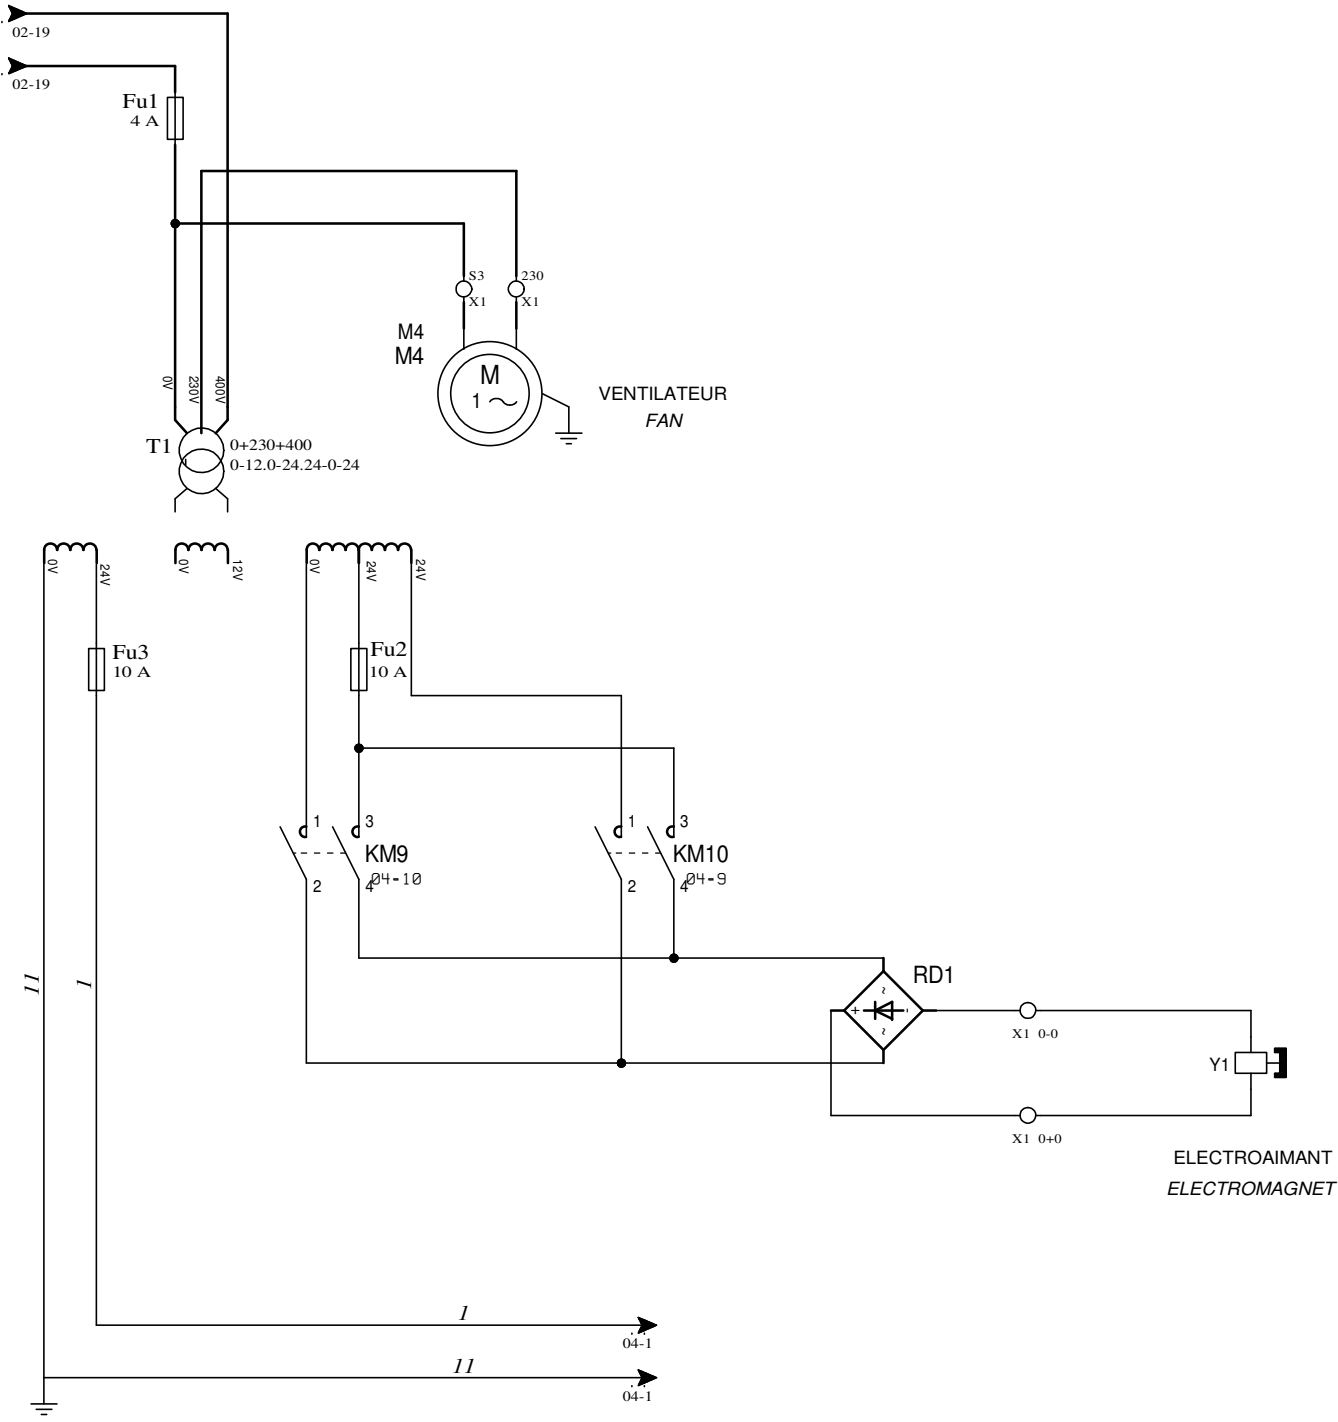 02-19
02-19
Fu1
4 A
S3
230
X1
X1
M4
M4
M
1
VENTILATEUR
FAN
0V
230V
400V
T1
0+230+400
0-12.0-24.24-0-24
0V
24V
0V
12V
0V
24V
24V
Fu3
10 A
Fu2
10 A
1
3
KM9
04-10
2
4
1
3
KM10
04-9
2
4
11
1
RD1
~
+
-
~
X1 0-0
Y1
X1 0+0
ELECTROAIMANT
ELECTROMAGNET
1
04-1
11
04-1